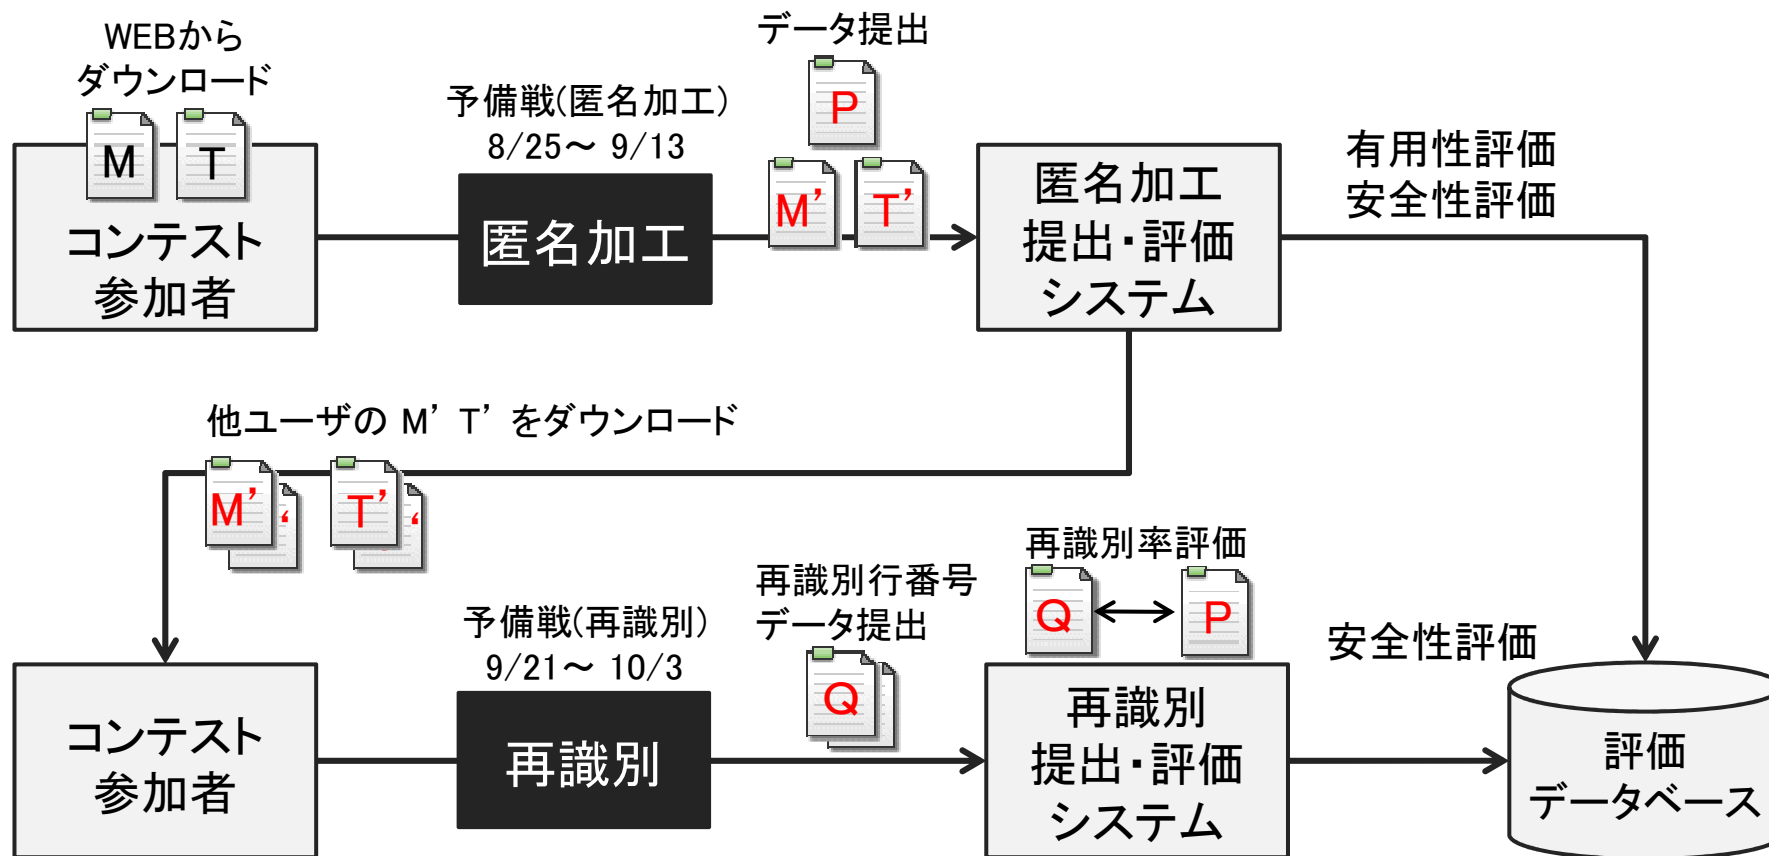 WEBから
ダウンロード
M
T
コンテスト
参加者
予備戦(匿名加工)
8/25～ 9/13
匿名加工
データ提出
P
M’
T’
匿名加工
提出・評価
システム
有用性評価
安全性評価
他ユーザの M’ T’ をダウンロード
M’
T’
コンテスト
参加者
予備戦(再識別)
9/21～ 10/3
再識別
再識別行番号
データ提出
Q
再識別率評価
Q
P
再識別
提出・評価
システム
安全性評価
評価
データベース